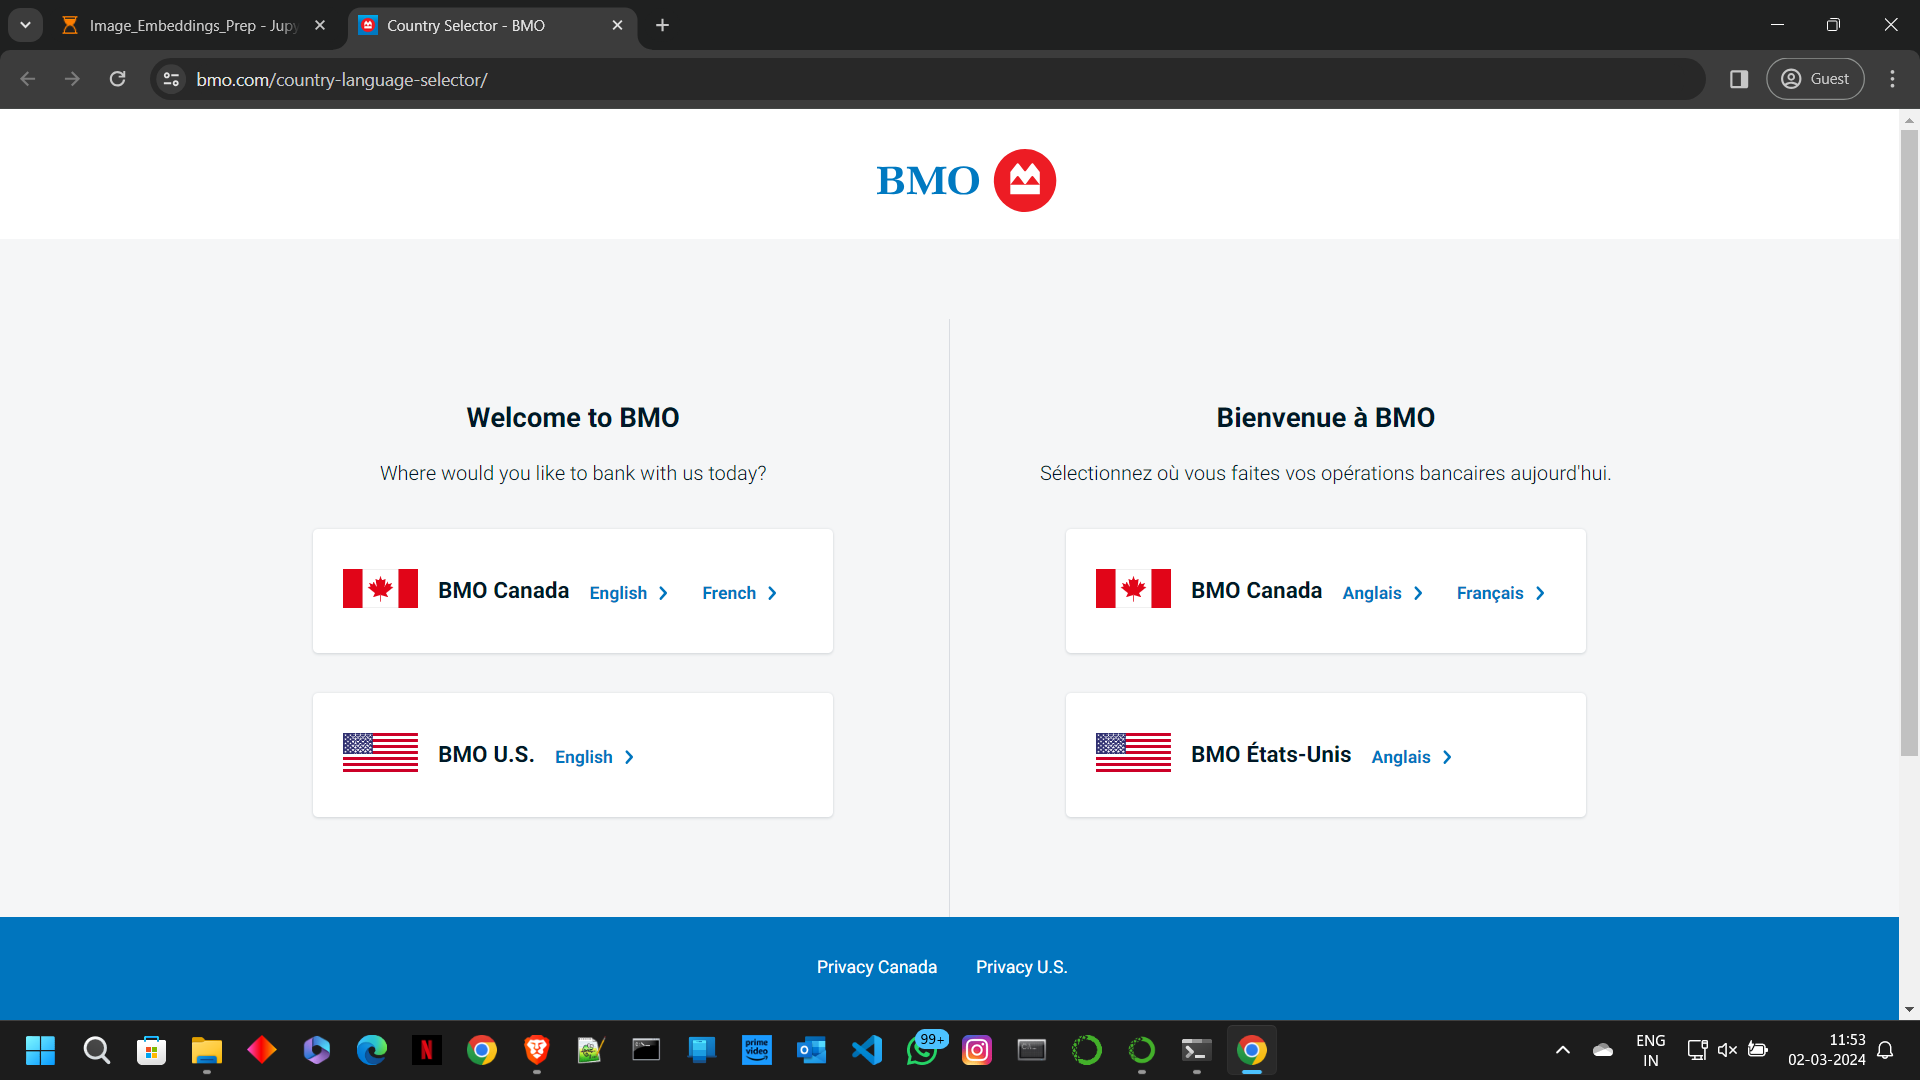 Image_Embeddings_Prep - Jupy
Country Selector - BMO
bmo.com/country-language-selector/
Guest
BMO
Welcome to BMO
Where would you like to bank with us today?
BMO Canada English French
BMO U.S. English
Bienvenue à BMO
Sélectionnez où vous faites vos opérations bancaires aujourd'hui.
BMO Canada Anglais Français
BMO États-Unis Anglais
Privacy Canada Privacy U.S.
N
prime
video
99+
ENG
IN
11:53
02-03-2024